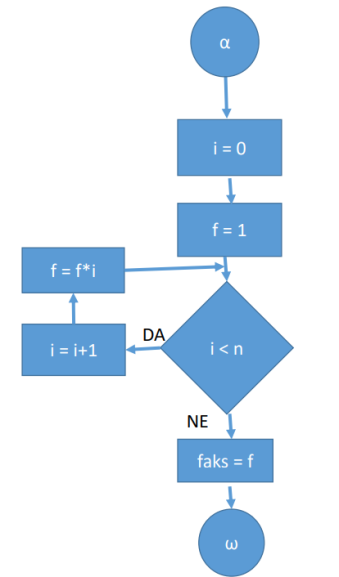 α
i = 0
f = 1
f = f*i
i = i+1
DA
i < n
NE
faks = f
ω